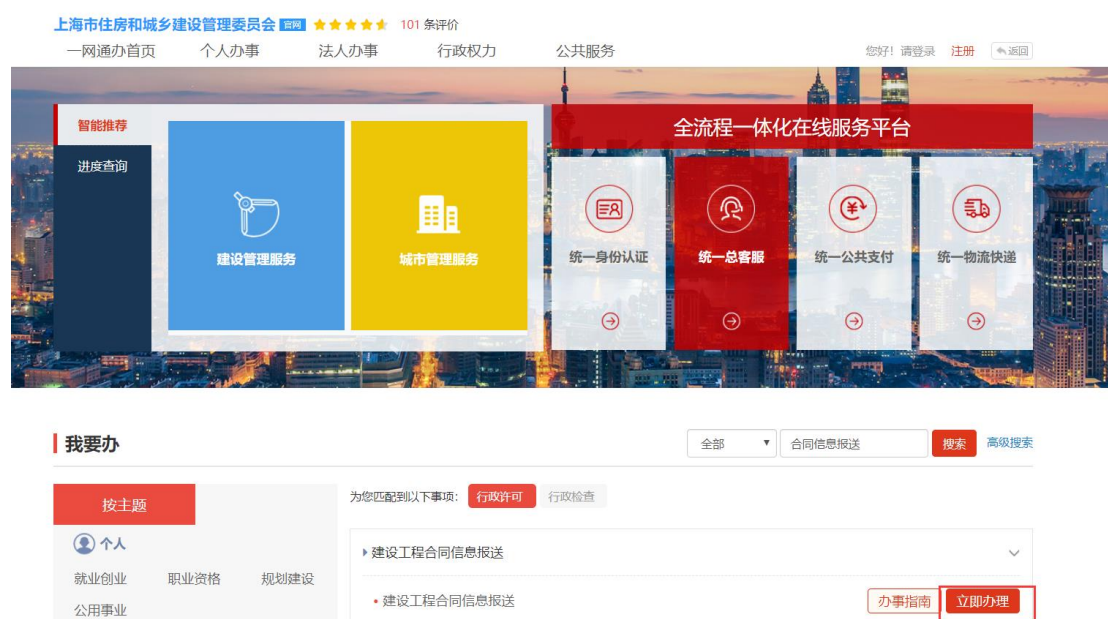 上海市住房和城乡建设管理委员会 官网 101 条评价
一网通办首页 个人办事 法人办事 行政权力 公共服务 您好！请登录 注册 返回
智能推荐
进度查询
建设管理服务
城市管理服务
全流程一体化在线服务平台
统一身份认证 统一总客服 统一公共支付 统一物流快递
我要办
全部 合同信息报送 搜索 高级搜索
按主题
个人
就业创业 职业资格 规划建设
公用事业
为您匹配到以下事项: 行政许可 行政检查
建设工程合同信息报送
建设工程合同信息报送 办事指南 立即办理